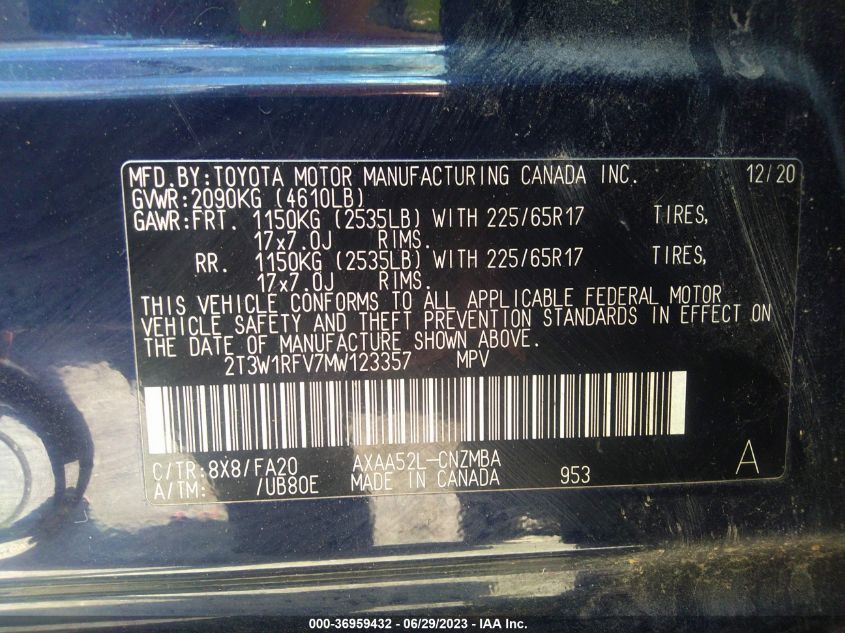 MFD.BY:TOYOTA MOTOR MANUFACTURING CANADA INC. 12/20
GVWR:2090KG (4610LB)
GAWR:FRT. 1150KG (2535LB) WITH 225/65R17 TIRES,
17x7.0J RIMS.
RR. 1150KG (2535LB) WITH 225/65R17 TIRES,
17x7.0J RIMS.
THIS VEHICLE CONFORMS TO ALL APPLICABLE FEDERAL MOTOR
VEHICLE SAFETY AND THEFT PREVENTION STANDARDS IN EFFECT ON
THE DATE OF MANUFACTURE SHOWN ABOVE.
2T3W1RFV7MW123357 MPV
C/TR:8X8/FA20 AXAA52L-CNZMBA A
A/TM: /UB80E MADE IN CANADA 953
000-36959432 - 06/29/2023 - IAA Inc.